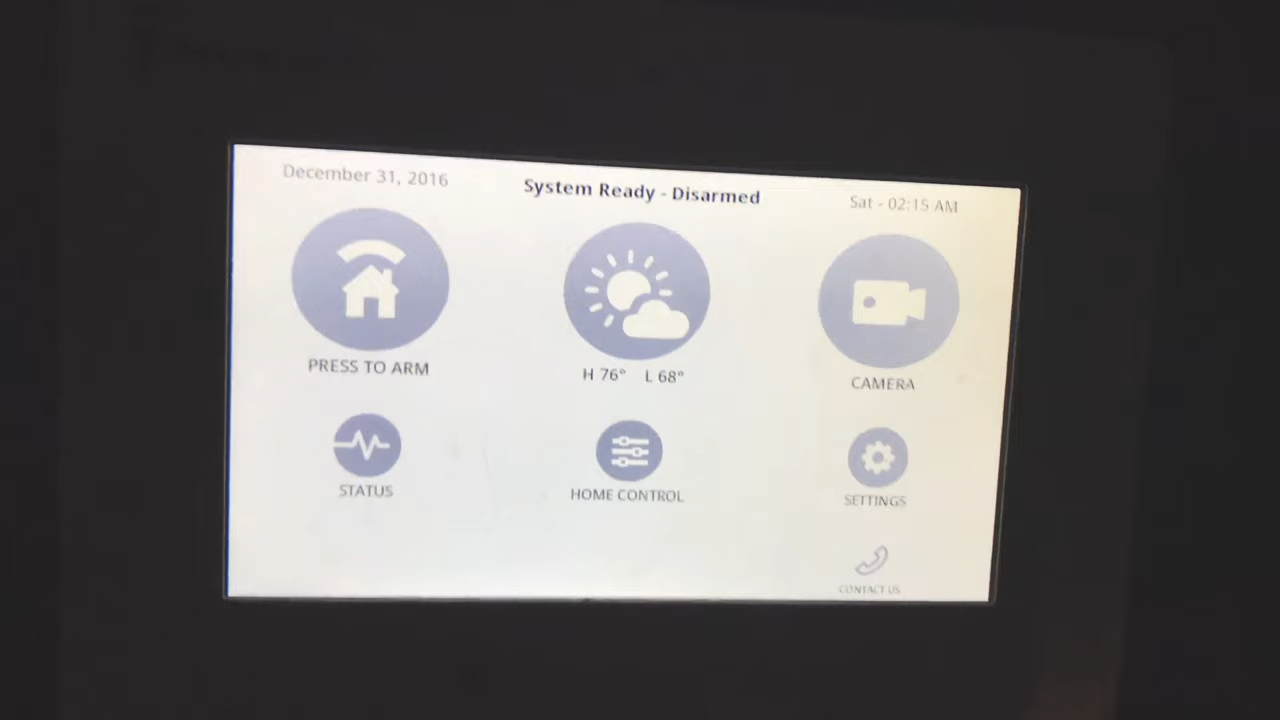 December 31, 2016
System Ready - Disarmed
Sat - 02:15 AM
PRESS TO ARM
H 76° L 68°
CAMERA
STATUS
HOME CONTROL
SETTINGS
CONTACT US